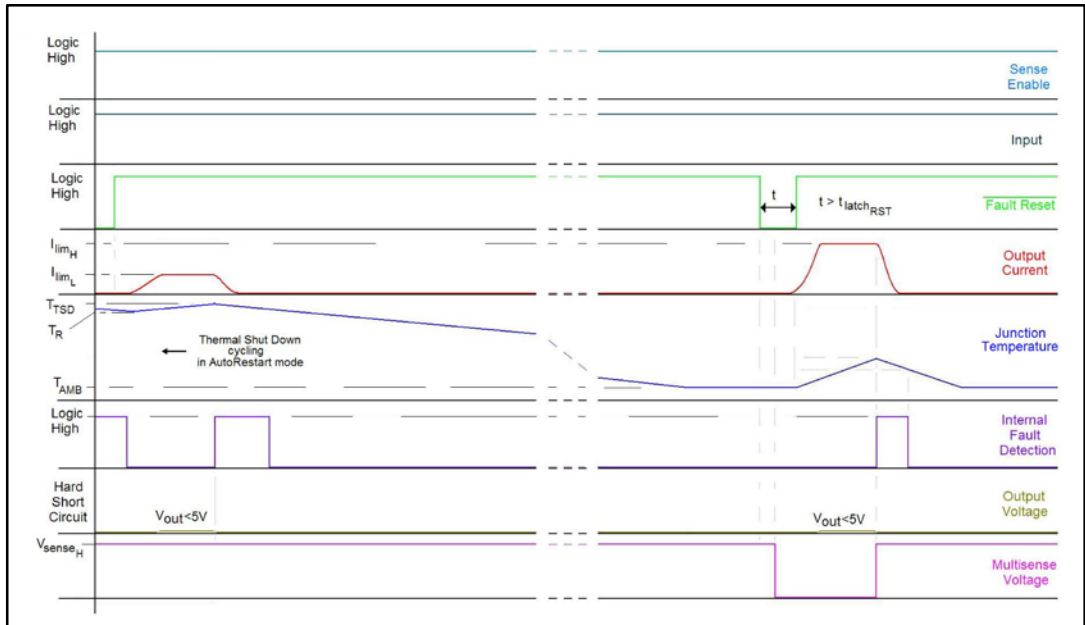 Logic
High
Sense
Enable
Logic
High
Input
Logic
High
t
t > tlatchRST
Fault Reset
IlimH
IlimL
Output
Current
TTSD
TR
Thermal Shut Down
cycling
in AutoRestart mode
Junction
Temperature
TAMB
Logic
High
Internal
Fault
Detection
Hard
Short
Circuit
Vout<5V
Vout<5V
Output
Voltage
VsenseH
Multisense
Voltage